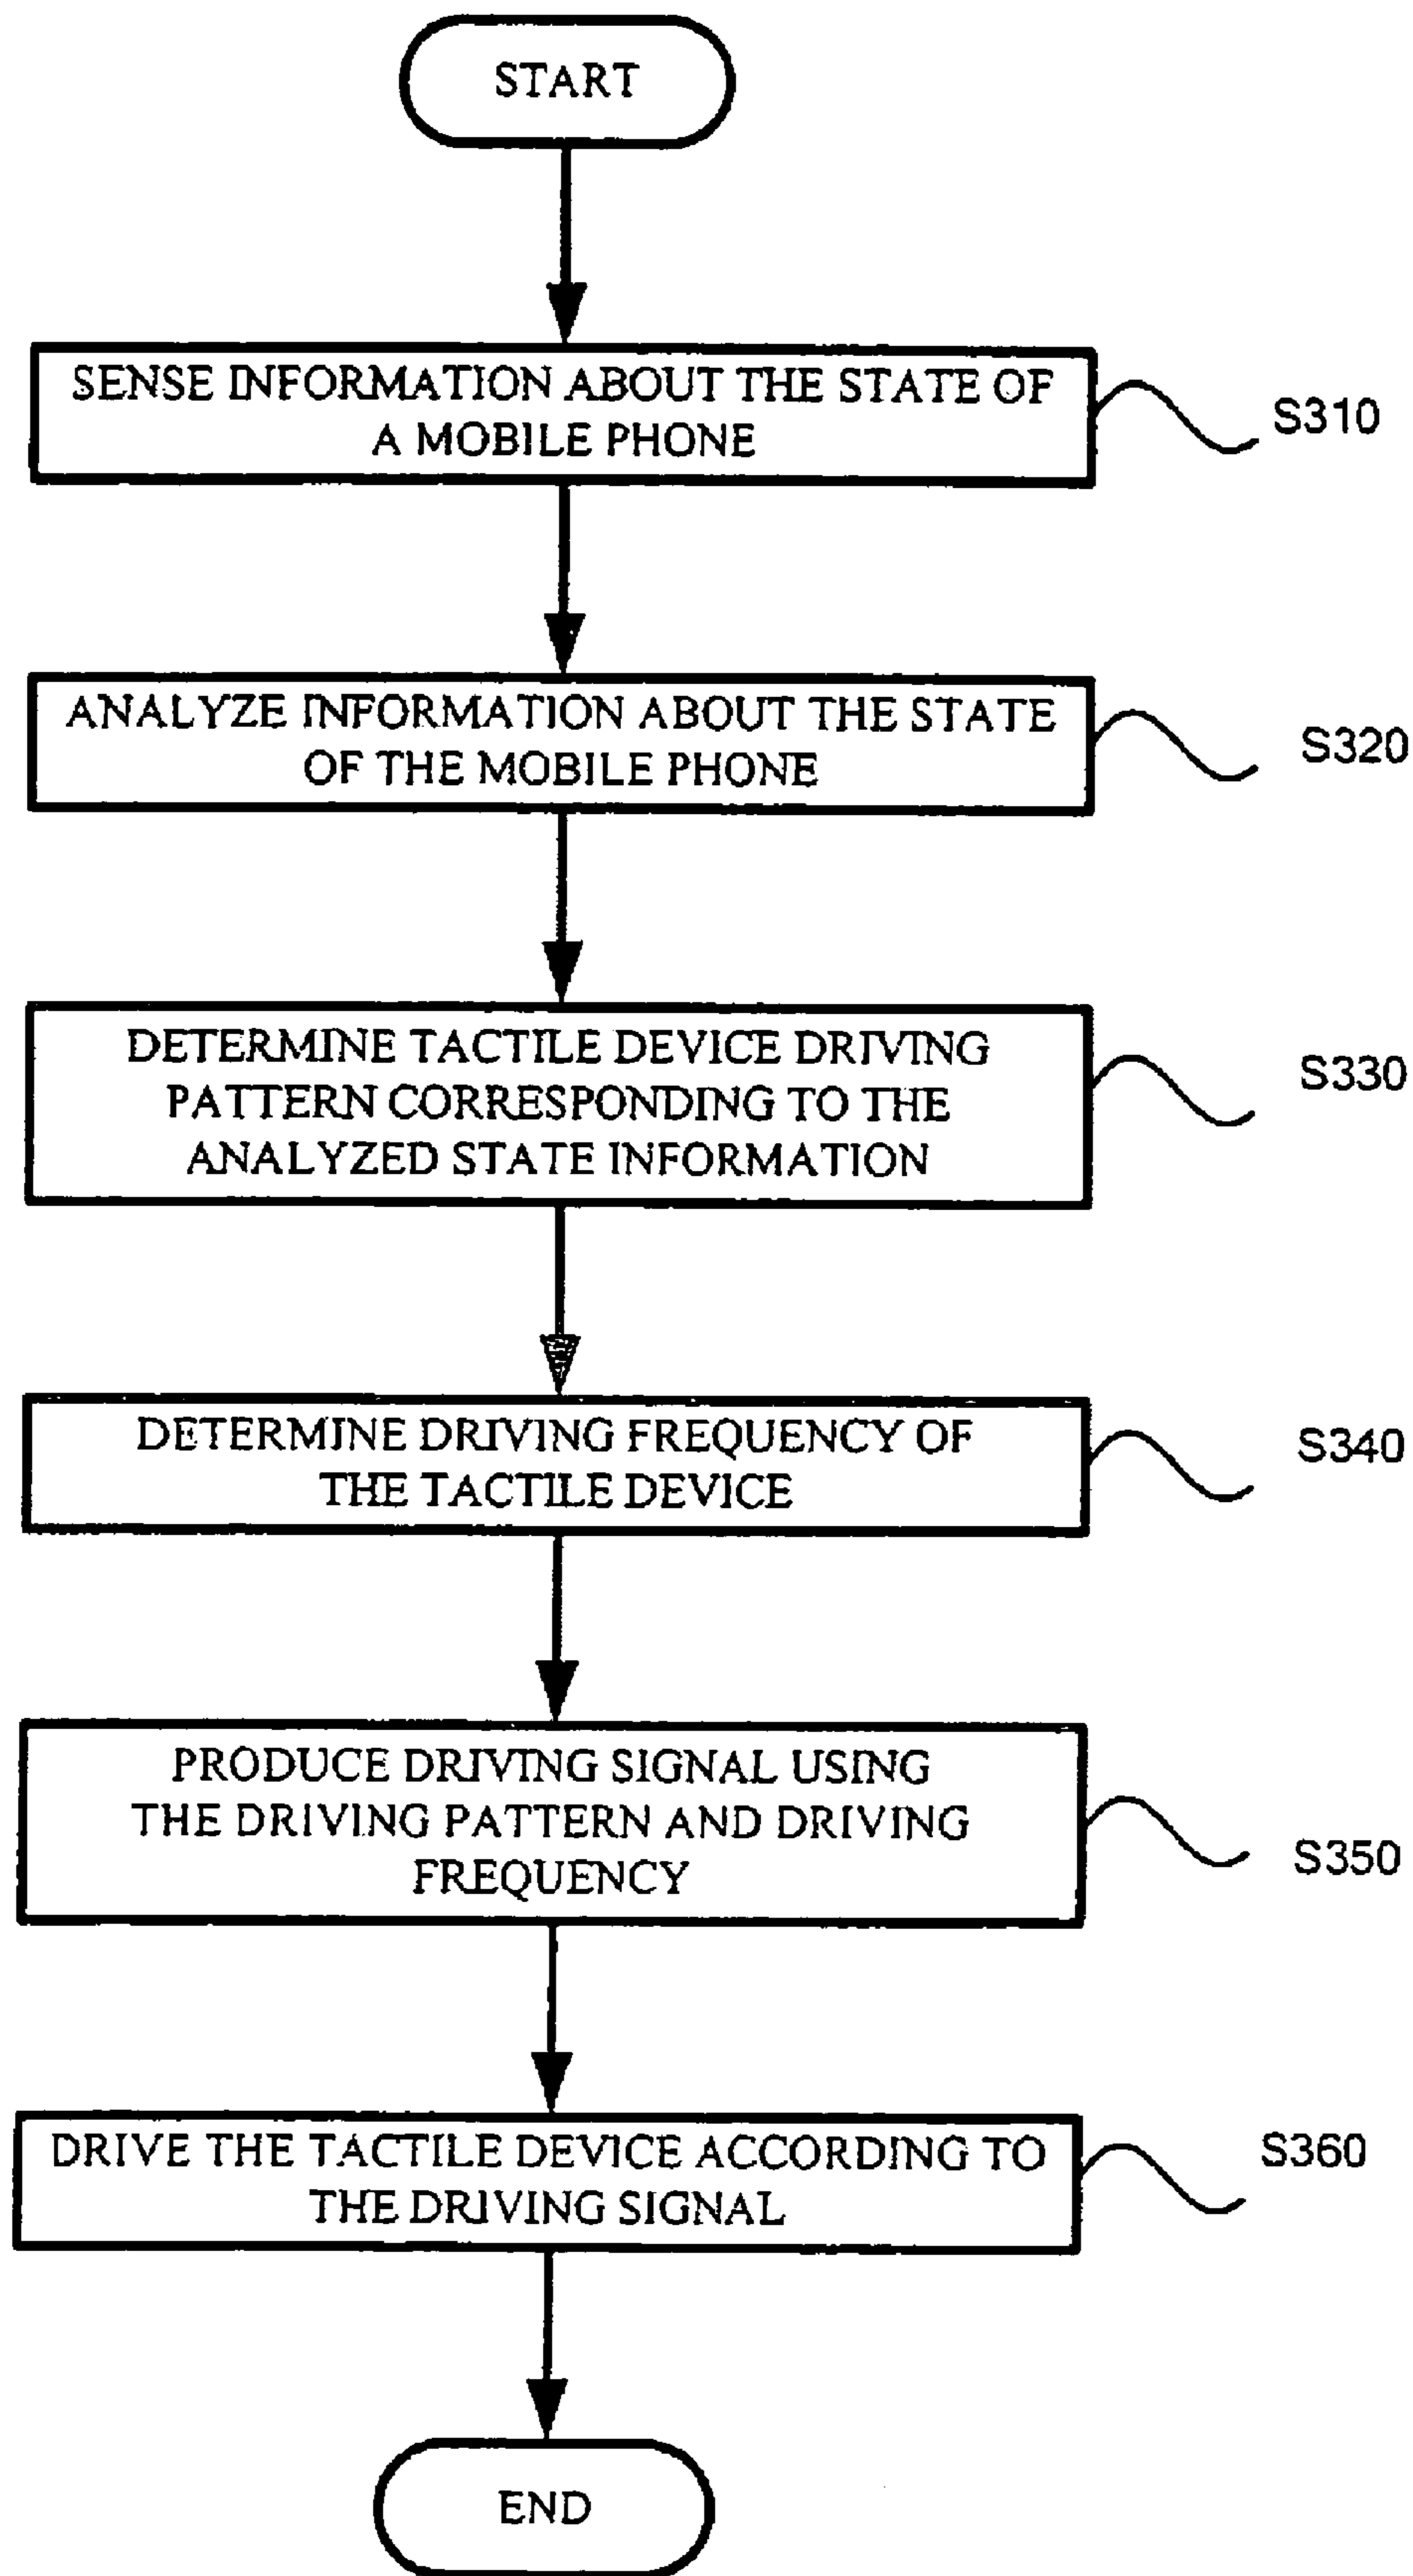 START
SENSE INFORMATION ABOUT THE STATE OF
A MOBILE PHONE
S310
ANALYZE INFORMATION ABOUT THE STATE
OF THE MOBILE PHONE
S320
DETERMINE TACTILE DEVICE DRIVING
PATTERN CORRESPONDING TO THE
ANALYZED STATE INFORMATION
S330
DETERMINE DRIVING FREQUENCY OF
THE TACTILE DEVICE
S340
PRODUCE DRIVING SIGNAL USING
THE DRIVING PATTERN AND DRIVING
FREQUENCY
S350
DRIVE THE TACTILE DEVICE ACCORDING TO
THE DRIVING SIGNAL
S360
END